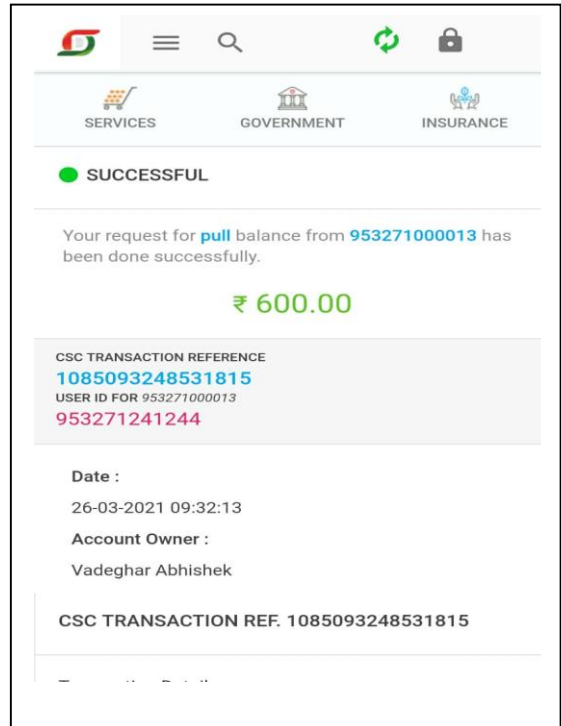 SERVICES GOVERNMENT INSURANCE
SUCCESSFUL
Your request for pull balance from 953271000013 has
been done successfully.
₹ 600.00
CSC TRANSACTION REFERENCE
1085093248531815
USER ID FOR 953271000013
953271241244
Date :
26-03-2021 09:32:13
Account Owner :
Vadeghar Abhishek
CSC TRANSACTION REF. 1085093248531815